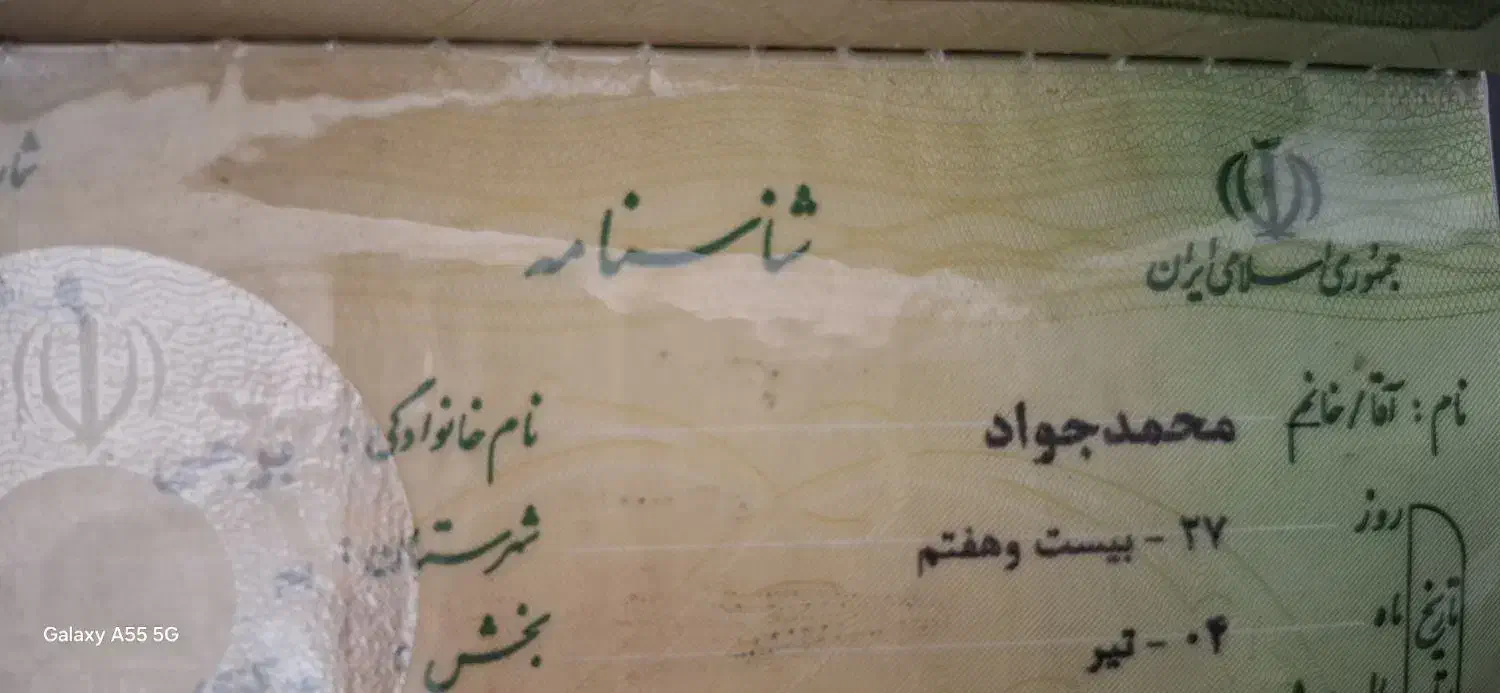 شناسنامه
جمهوری اسلامی ایران
نام: آقا/خانم محمدجواد
نام خانوادگی:
روز ۲۷ - بیست وهفتم
شهرستان:
تاریخ
ماه ۰۴ - تیر
بخش
Galaxy A55 5G